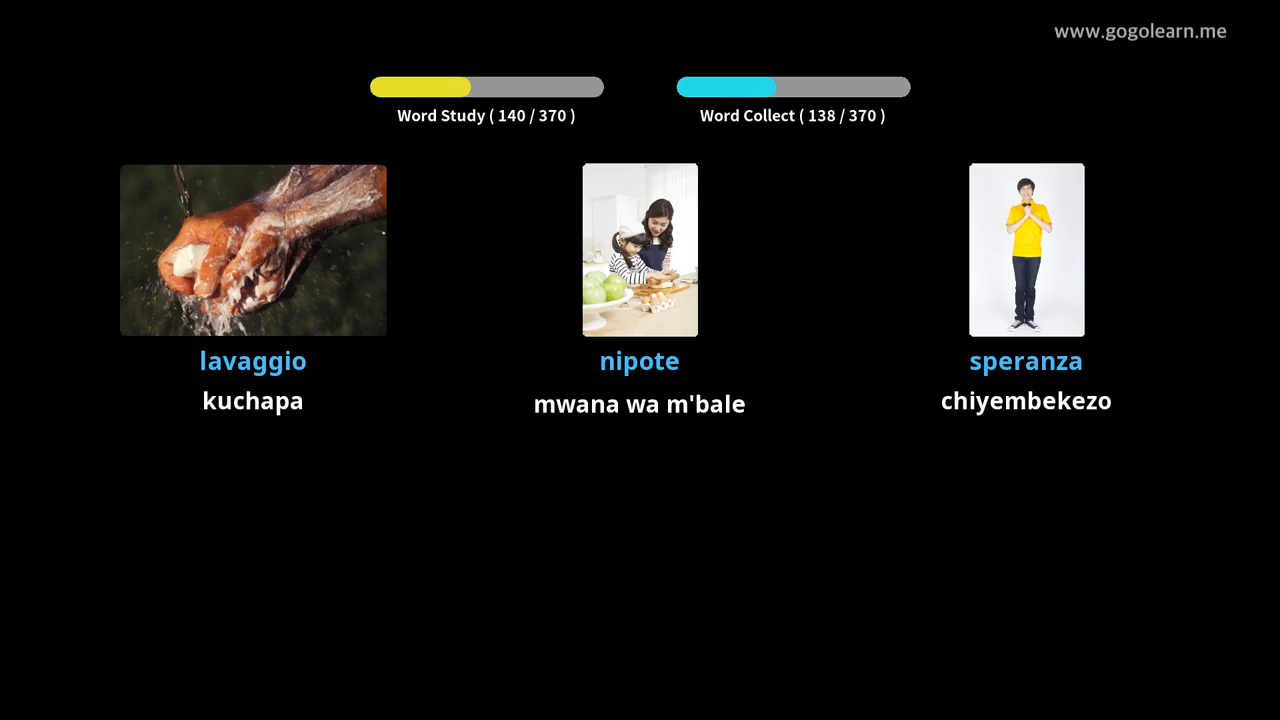 www.gogolearn.me
Word Study ( 140 / 370 )
Word Collect ( 138 / 370 )
lavaggio
kuchapa
nipote
mwana wa m'bale
speranza
chiyembekezo